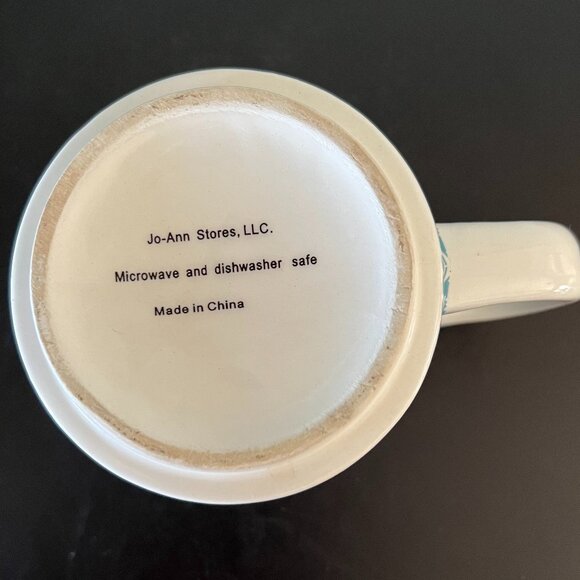 Jo-Ann Stores, LLC.
Microwave and dishwasher safe
Made in China